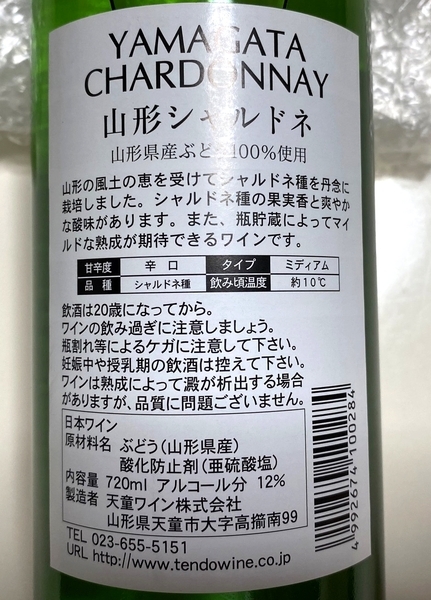 YAMAGATA
CHARDONNAY
山形シャルドネ
山形県産ぶどう100%使用
山形の風土の恵を受けてシャルドネ種を丹念に
栽培しました。シャルドネ種の果実香と爽やか
な酸味があります。また、瓶貯蔵によってマイ
ルドな熟成が期待できるワインです。
甘辛度 辛口 タイプ ミディアム
品種 シャルドネ種 飲み頃温度 約10℃
飲酒は20歳になってから。
ワインの飲み過ぎに注意しましょう。
瓶割れ等によるケガに注意して下さい。
妊娠中や授乳期の飲酒は控えて下さい。
ワインは熟成によって澱が析出する場合
がありますが、品質に問題ございません。
日本ワイン
原材料名 ぶどう(山形県産)
酸化防止剤(亜硫酸塩)
内容量 720ml アルコール分 12%
製造者 天童ワイン株式会社
山形県天童市大字高擶南99
TEL 023-655-5151
URL http://www.tendowine.co.jp
4992674100284